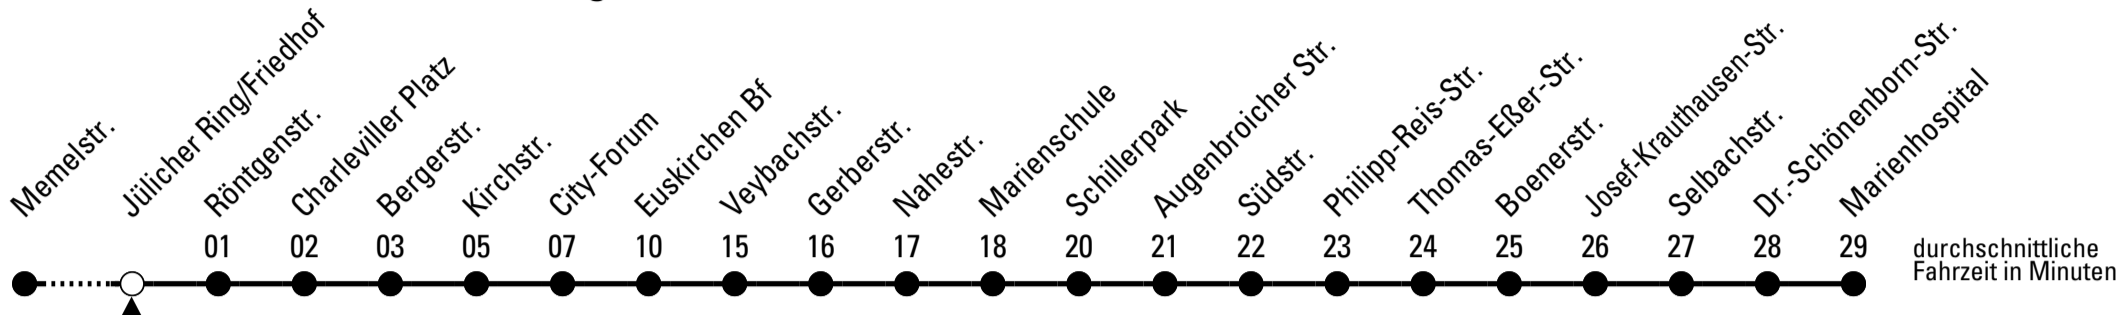 Memelstr.
Jülicher Ring/Friedhof
Röntgenstr.
Charleviller Platz
Bergerstr.
Kirchstr.
City-Forum
Euskirchen Bf
Veybachstr.
Gerberstr.
Nahestr.
Marienschule
Schillerpark
Augenbroicher Str.
Südstr.
Philipp-Reis-Str.
Thomas-Eßer-Str.
Boenerstr.
Josef-Krauthausen-Str.
Selbachstr.
Dr.-Schönenborn-Str.
Marienhospital
01 02 03 05 07 10 15 16 17 18 20 21 22 23 24 25 26 27 28 29
durchschnittliche
Fahrzeit in Minuten